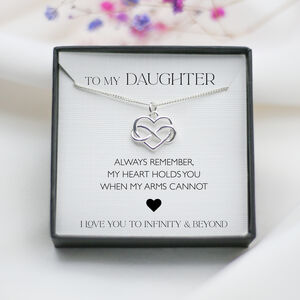 TO MY DAUGHTER
ALWAYS REMEMBER,
MY HEART HOLDS YOU
WHEN MY ARMS CANNOT
I LOVE YOU TO INFINITY & BEYOND